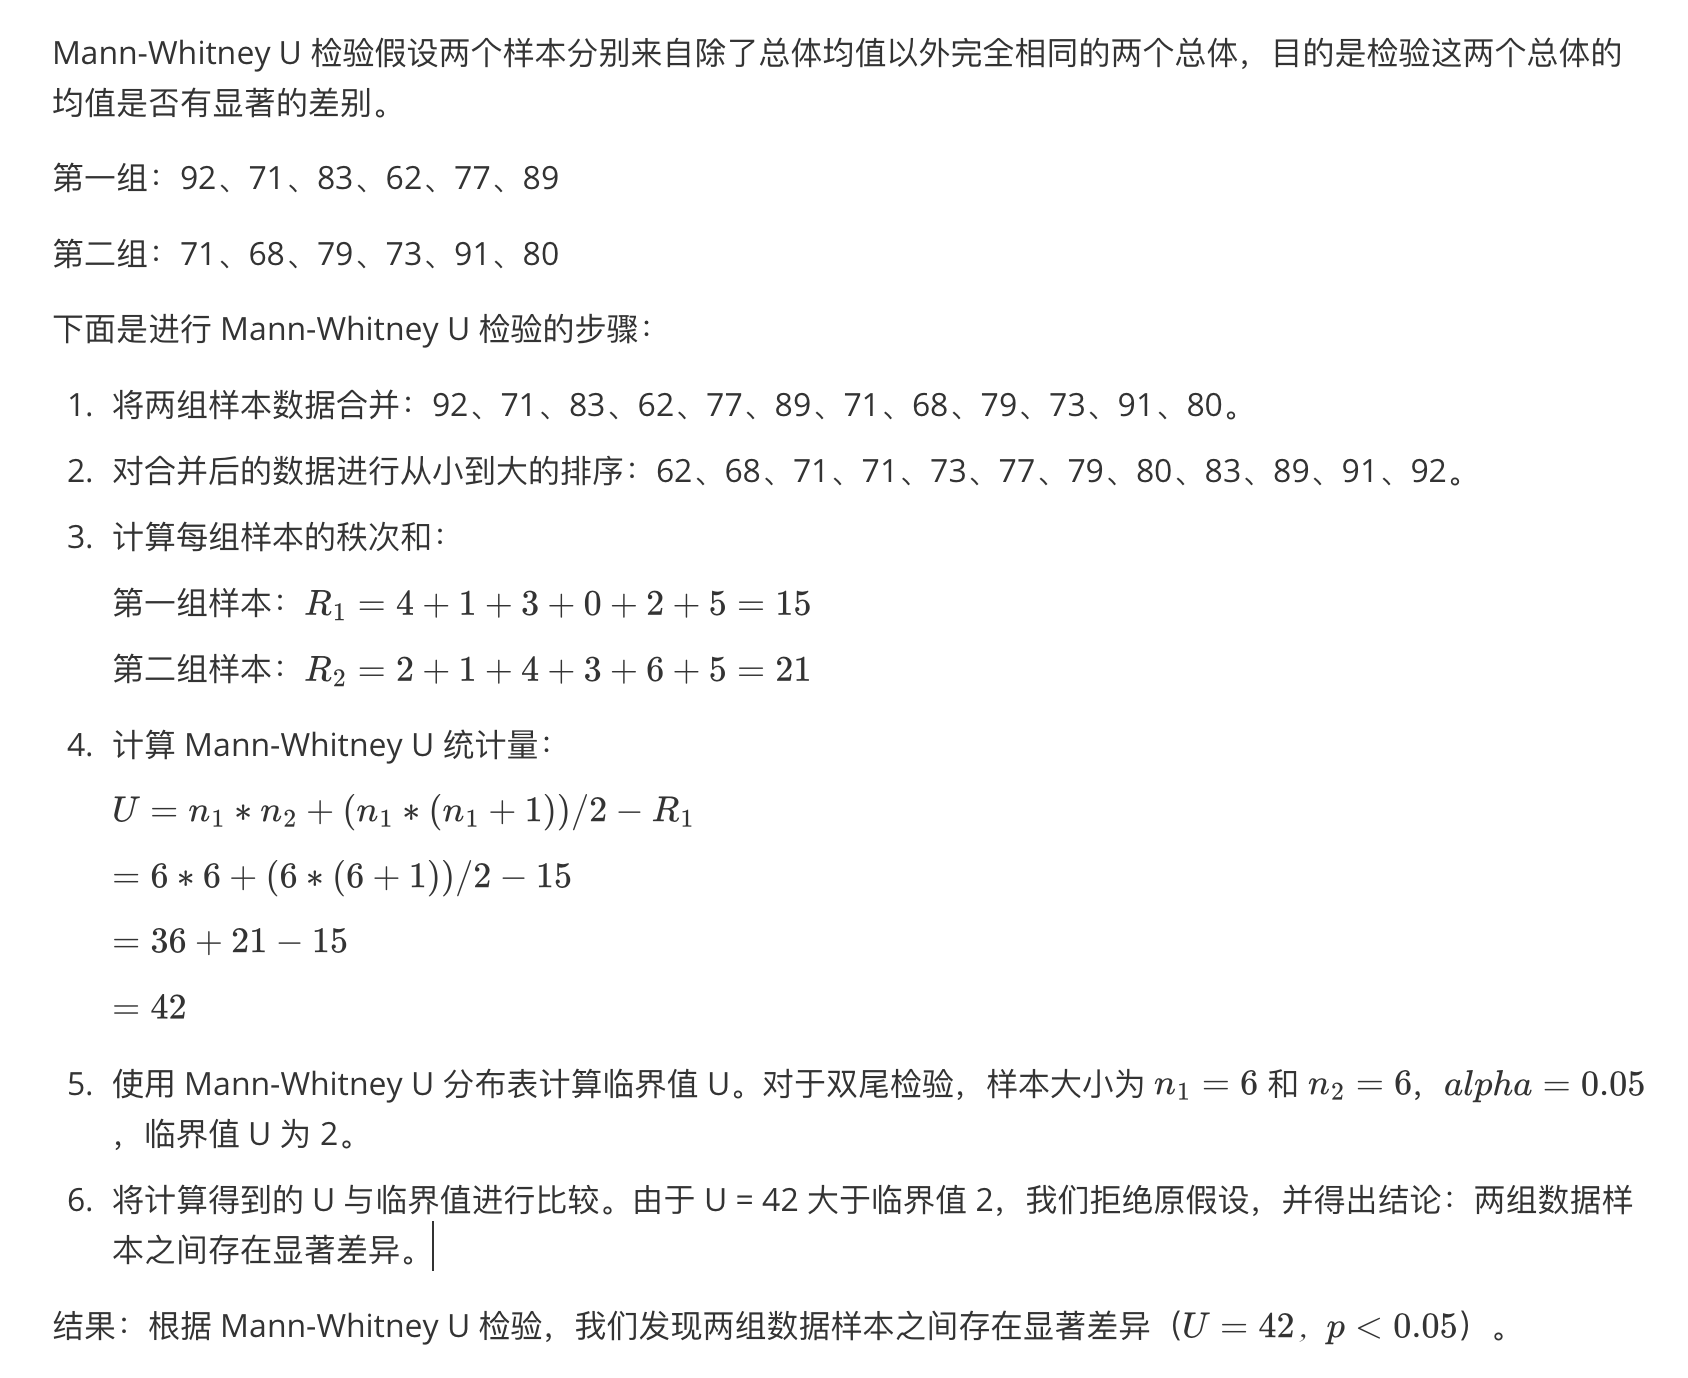 Mann-Whitney U 检验假设两个样本分别来自除了总体均值以外完全相同的两个总体，目的是检验这两个总体的
均值是否有显著的差别。
第一组：92、71、83、62、77、89
第二组：71、68、79、73、91、80
下面是进行 Mann-Whitney U 检验的步骤：
1. 将两组样本数据合并：92、71、83、62、77、89、71、68、79、73、91、80。
2. 对合并后的数据进行从小到大的排序：62、68、71、71、73、77、79、80、83、89、91、92。
3. 计算每组样本的秩次和：
第一组样本：R₁ = 4 + 1 + 3 + 0 + 2 + 5 = 15
第二组样本：R₂ = 2 + 1 + 4 + 3 + 6 + 5 = 21
4. 计算 Mann-Whitney U 统计量：
U = n₁ * n₂ + (n₁ * (n₁ + 1))/2 − R₁
= 6 * 6 + (6 * (6 + 1))/2 − 15
= 36 + 21 − 15
= 42
5. 使用 Mann-Whitney U 分布表计算临界值 U。对于双尾检验，样本大小为 n₁ = 6 和 n₂ = 6，alpha = 0.05
，临界值 U 为 2。
6. 将计算得到的 U 与临界值进行比较。由于 U = 42 大于临界值 2，我们拒绝原假设，并得出结论：两组数据样
本之间存在显著差异。
结果：根据 Mann-Whitney U 检验，我们发现两组数据样本之间存在显著差异（U = 42, p < 0.05）。